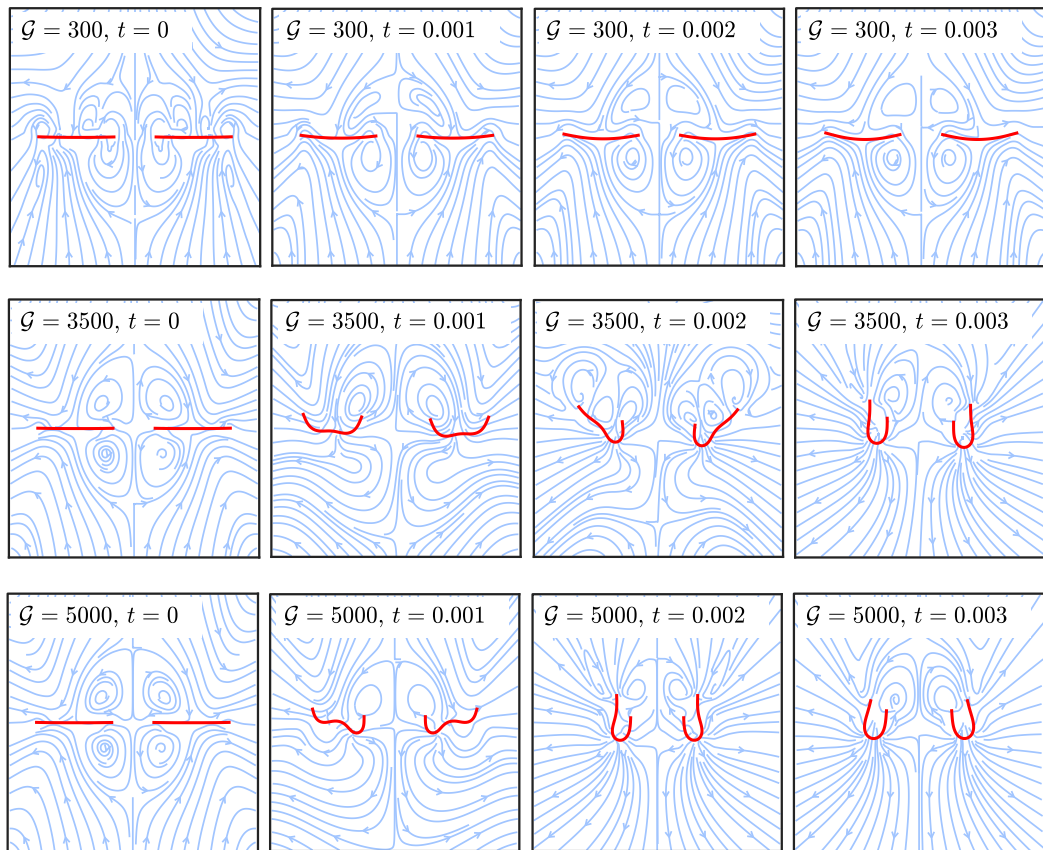 𝒢 = 300, t = 0
𝒢 = 300, t = 0.001
𝒢 = 300, t = 0.002
𝒢 = 300, t = 0.003
𝒢 = 3500, t = 0
𝒢 = 3500, t = 0.001
𝒢 = 3500, t = 0.002
𝒢 = 3500, t = 0.003
𝒢 = 5000, t = 0
𝒢 = 5000, t = 0.001
𝒢 = 5000, t = 0.002
𝒢 = 5000, t = 0.003